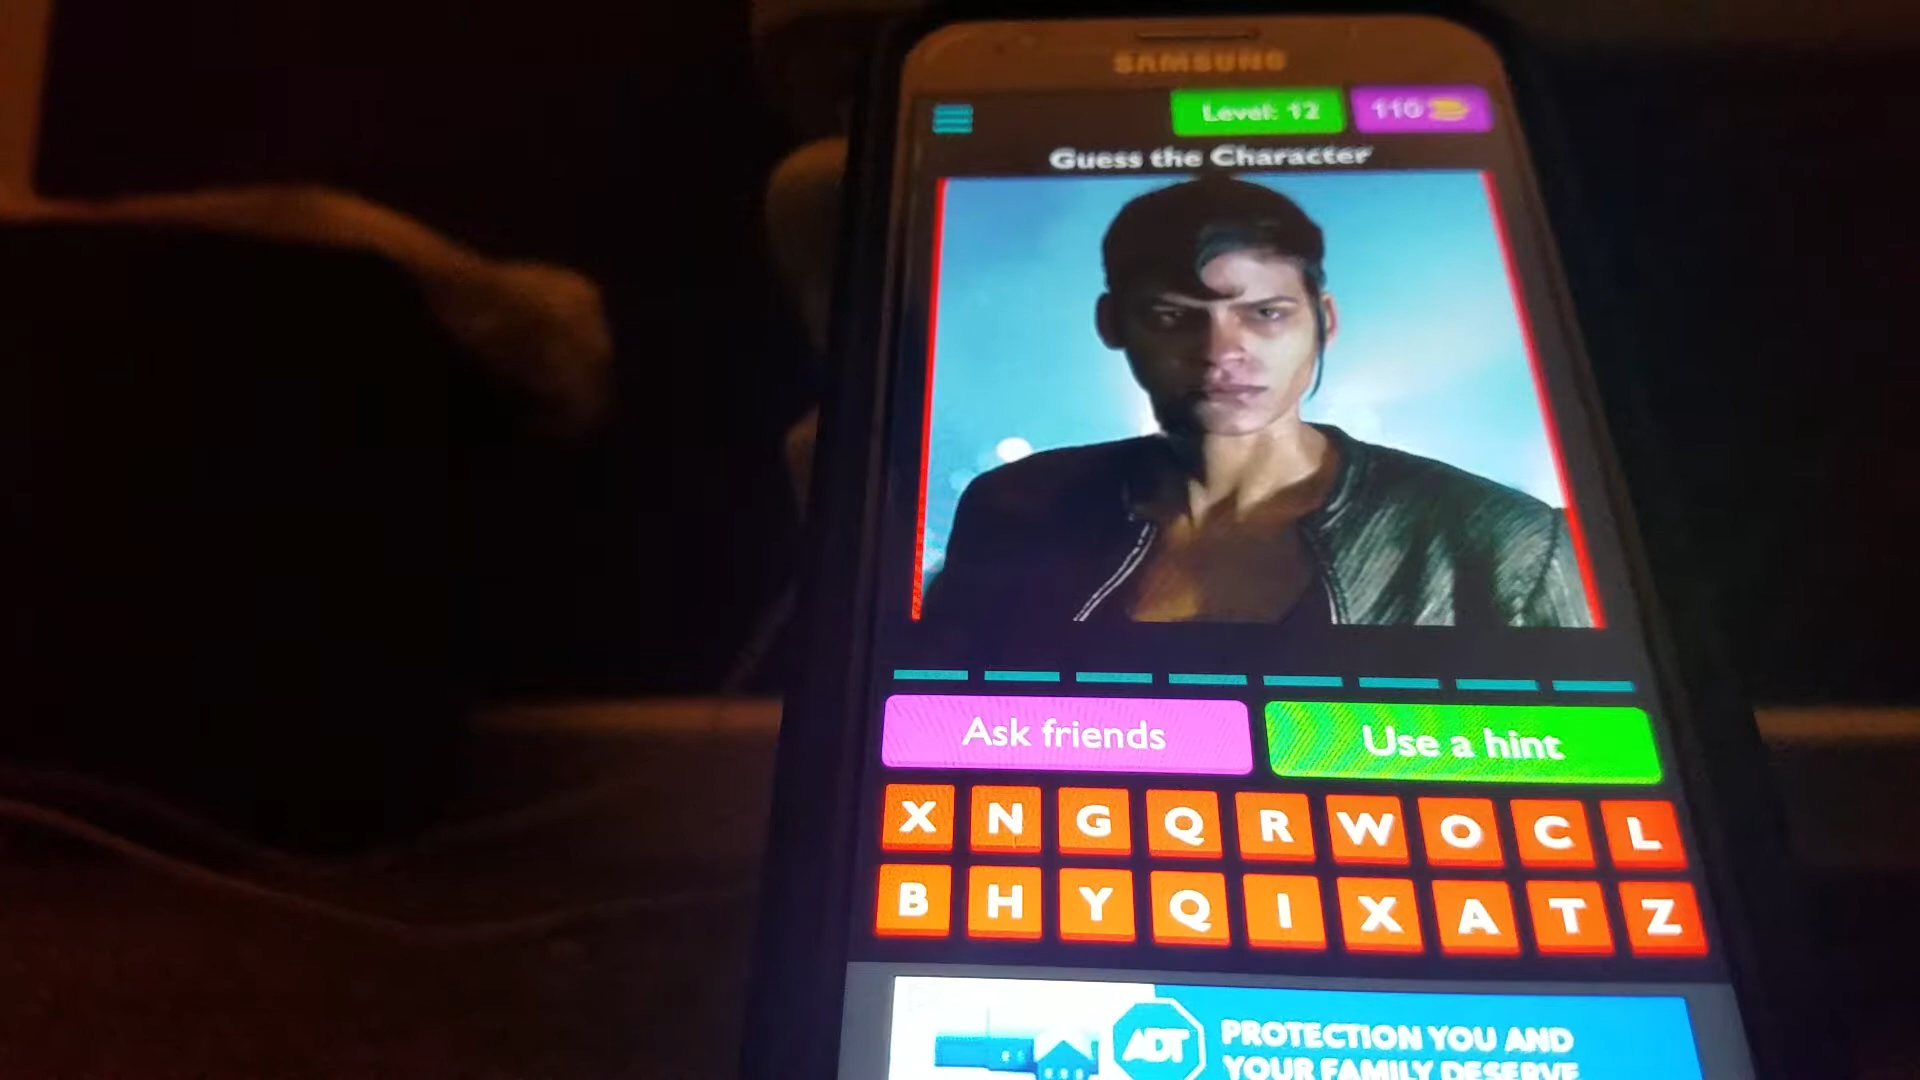 SAMSUNG
Level: 12
110
Guess the Character
Ask friends
Use a hint
X N G Q R W O C L
B H Y Q I X A T Z
ADT
PROTECTION YOU AND
YOUR FAMILY DESERVE